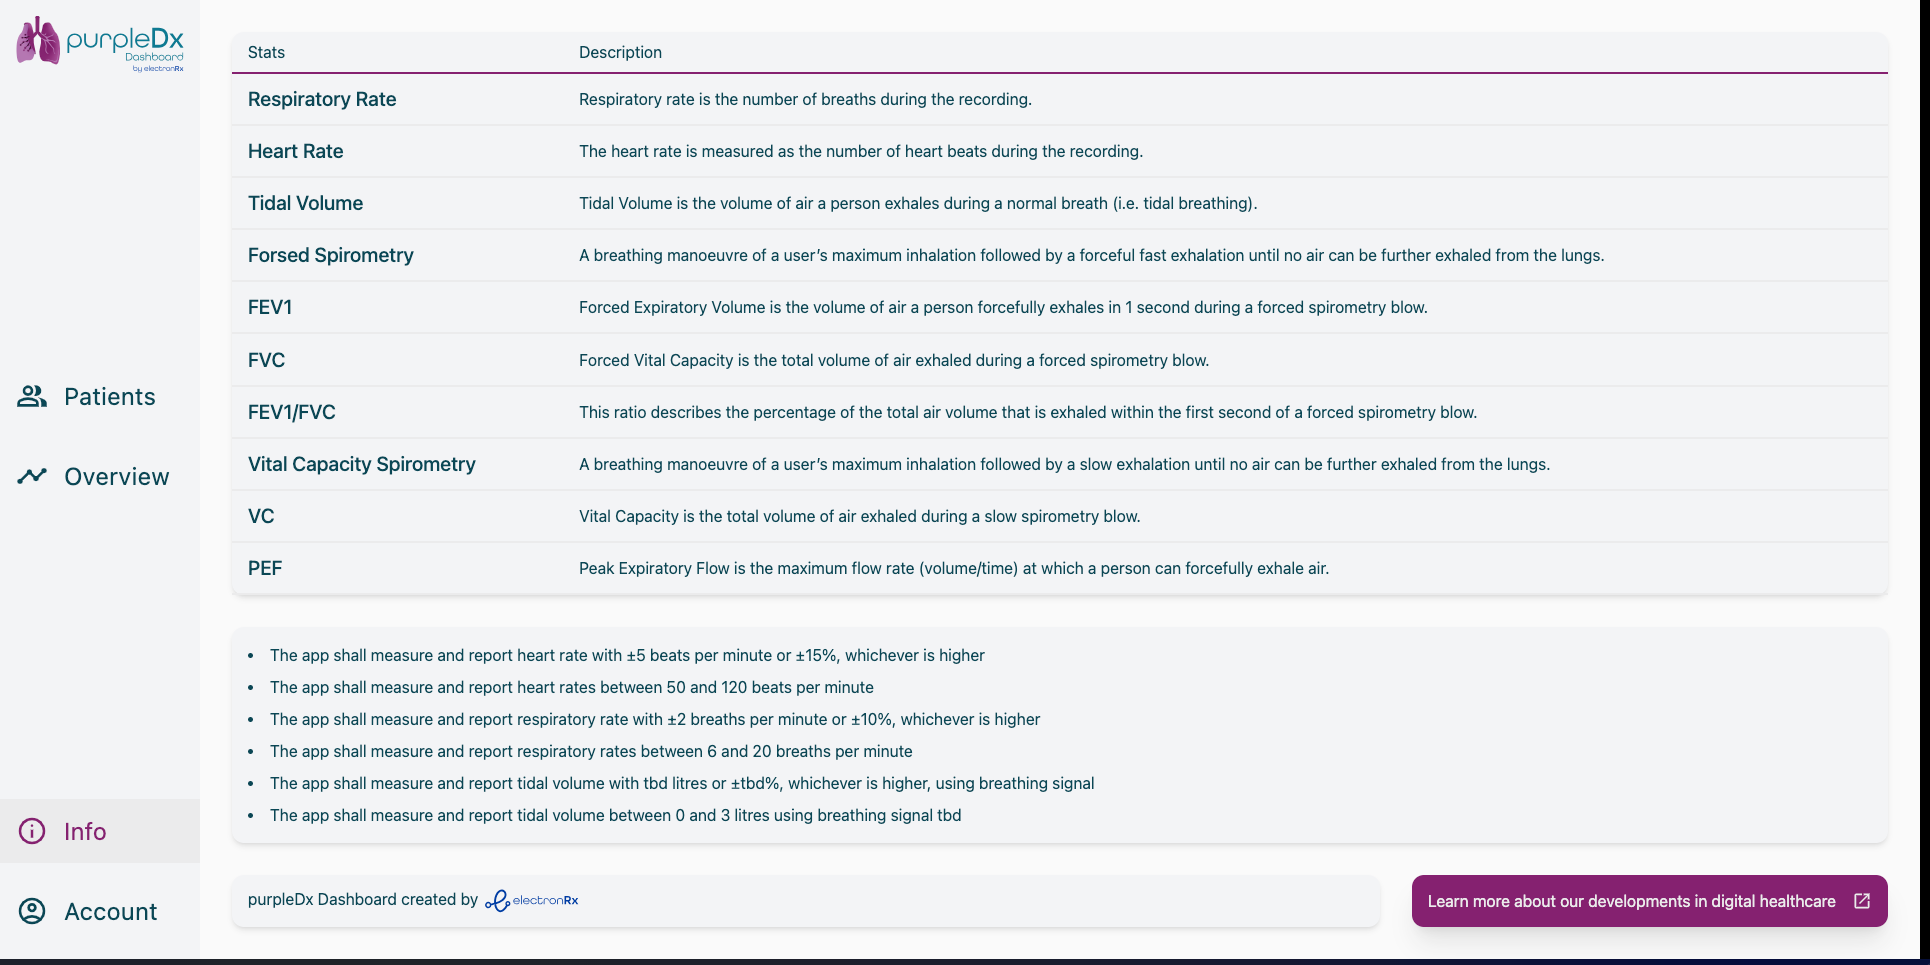 purpleDx
Dashboard
by electronRx
Patients
Overview
Info
Account
Stats Description
Respiratory Rate Respiratory rate is the number of breaths during the recording.
Heart Rate The heart rate is measured as the number of heart beats during the recording.
Tidal Volume Tidal Volume is the volume of air a person exhales during a normal breath (i.e. tidal breathing).
Forsed Spirometry A breathing manoeuvre of a user’s maximum inhalation followed by a forceful fast exhalation until no air can be further exhaled from the lungs.
FEV1 Forced Expiratory Volume is the volume of air a person forcefully exhales in 1 second during a forced spirometry blow.
FVC Forced Vital Capacity is the total volume of air exhaled during a forced spirometry blow.
FEV1/FVC This ratio describes the percentage of the total air volume that is exhaled within the first second of a forced spirometry blow.
Vital Capacity Spirometry A breathing manoeuvre of a user’s maximum inhalation followed by a slow exhalation until no air can be further exhaled from the lungs.
VC Vital Capacity is the total volume of air exhaled during a slow spirometry blow.
PEF Peak Expiratory Flow is the maximum flow rate (volume/time) at which a person can forcefully exhale air.
• The app shall measure and report heart rate with ±5 beats per minute or ±15%, whichever is higher
• The app shall measure and report heart rates between 50 and 120 beats per minute
• The app shall measure and report respiratory rate with ±2 breaths per minute or ±10%, whichever is higher
• The app shall measure and report respiratory rates between 6 and 20 breaths per minute
• The app shall measure and report tidal volume with tbd litres or ±tbd%, whichever is higher, using breathing signal
• The app shall measure and report tidal volume between 0 and 3 litres using breathing signal tbd
purpleDx Dashboard created by electronRx
Learn more about our developments in digital healthcare